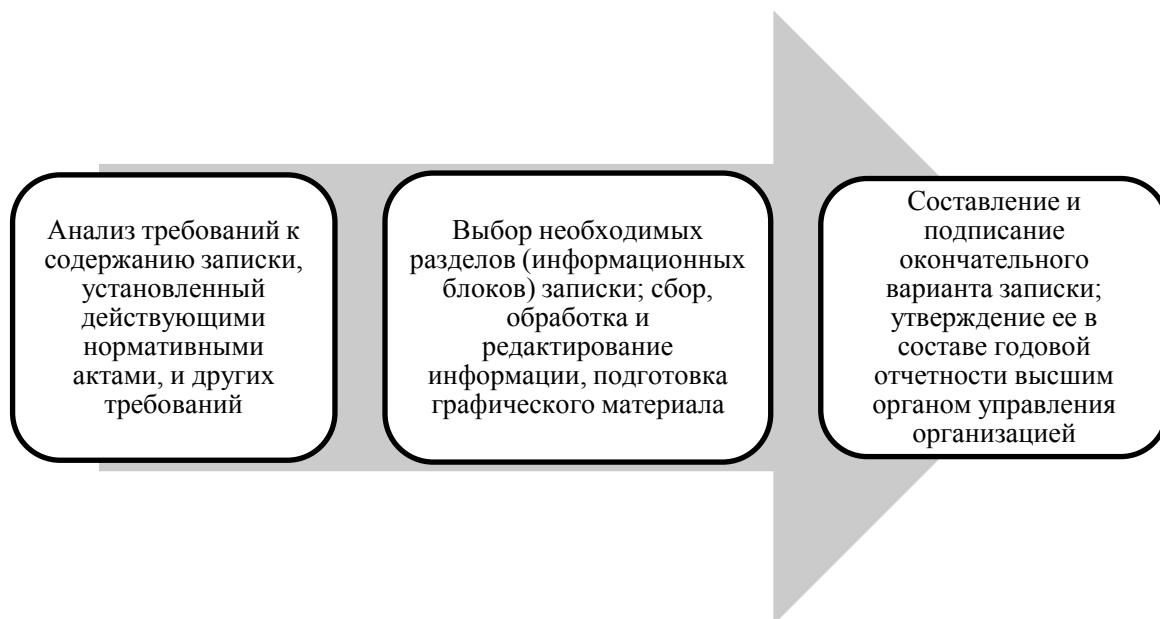 Анализ требований к
содержанию записки,
установленный
действующими
нормативными
актами, и других
требований
Выбор необходимых
разделов (информационных
блоков) записки; сбор,
обработка и
редактирование
информации, подготовка
графического материала
Составление и
подписание
окончательного
варианта записки;
утверждение ее в
составе годовой
отчетности высшим
органом управления
организацией